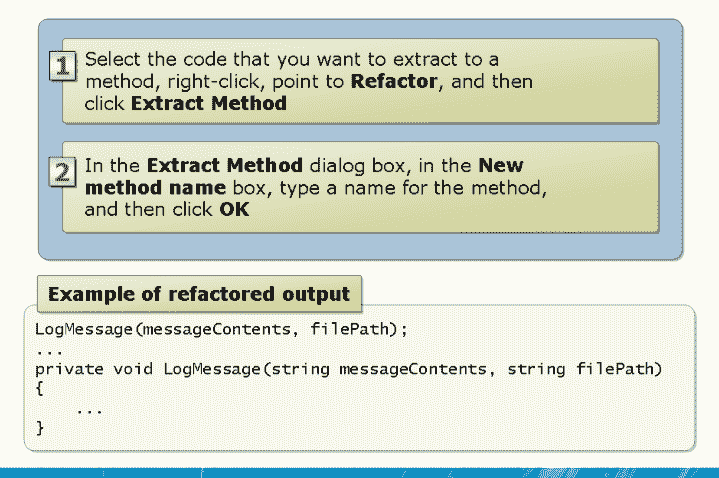 1 Select the code that you want to extract to a
method, right-click, point to Refactor, and then
click Extract Method
2 In the Extract Method dialog box, in the New
method name box, type a name for the method,
and then click OK
Example of refactored output
LogMessage(messageContents, filePath);
...
private void LogMessage(string messageContents, string filePath)
{
...
}